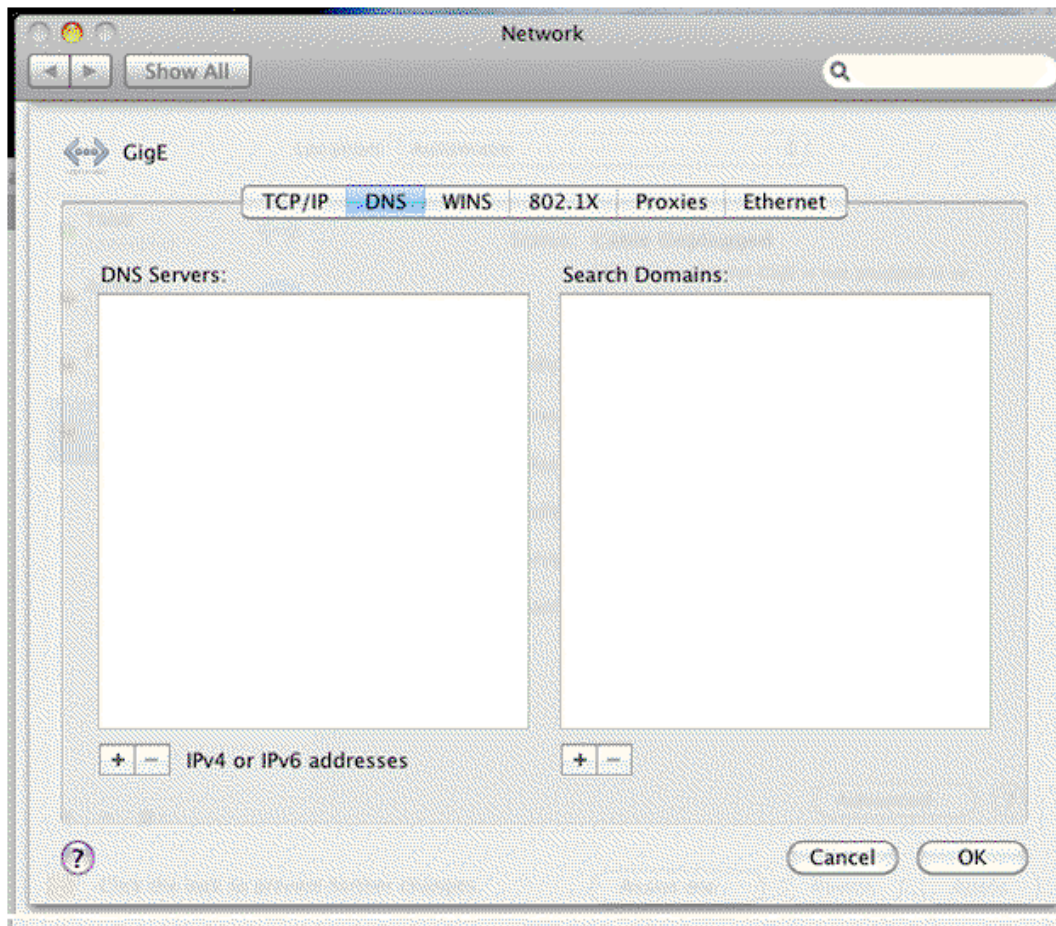 Network
Show All
GigE
TCP/IP DNS WINS 802.1X Proxies Ethernet
DNS Servers: Search Domains:
+ - IPv4 or IPv6 addresses + -
? Cancel OK